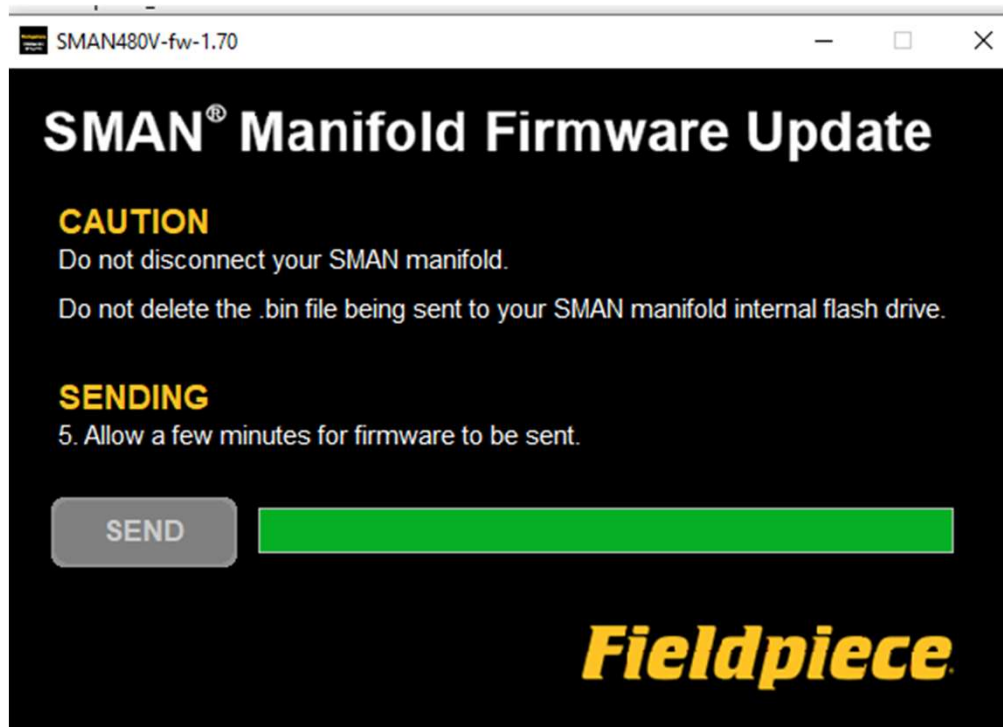 SMAN480V-fw-1.70
SMAN® Manifold Firmware Update
CAUTION
Do not disconnect your SMAN manifold.
Do not delete the .bin file being sent to your SMAN manifold internal flash drive.
SENDING
5. Allow a few minutes for firmware to be sent.
SEND
Fieldpiece